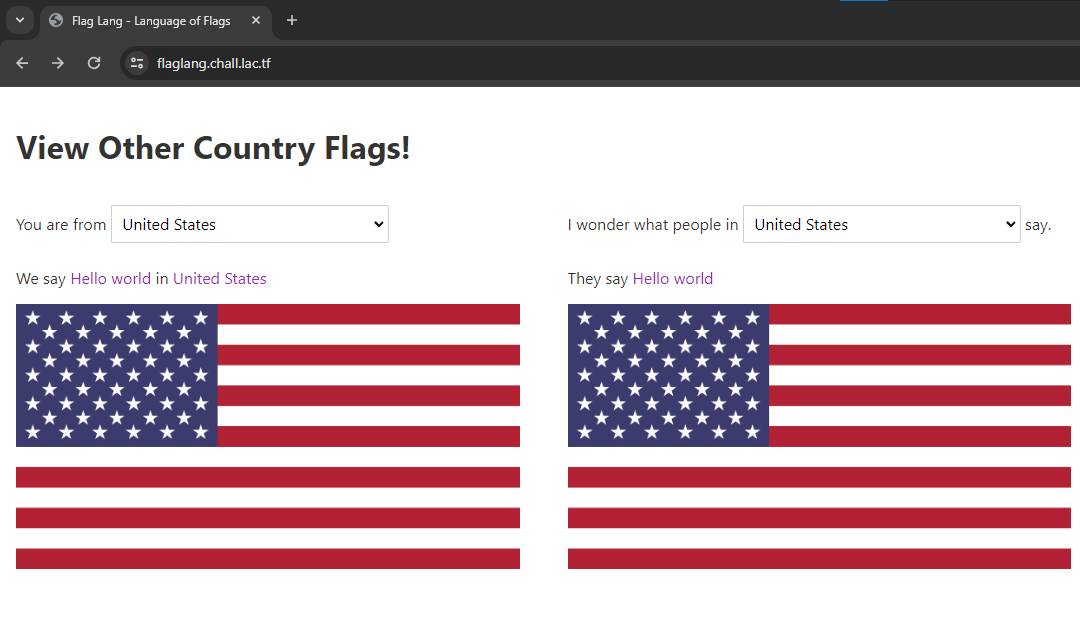 Flag Lang - Language of Flags
flaglang.chall.lac.tf
View Other Country Flags!
You are from United States
I wonder what people in United States say.
We say Hello world in United States
They say Hello world